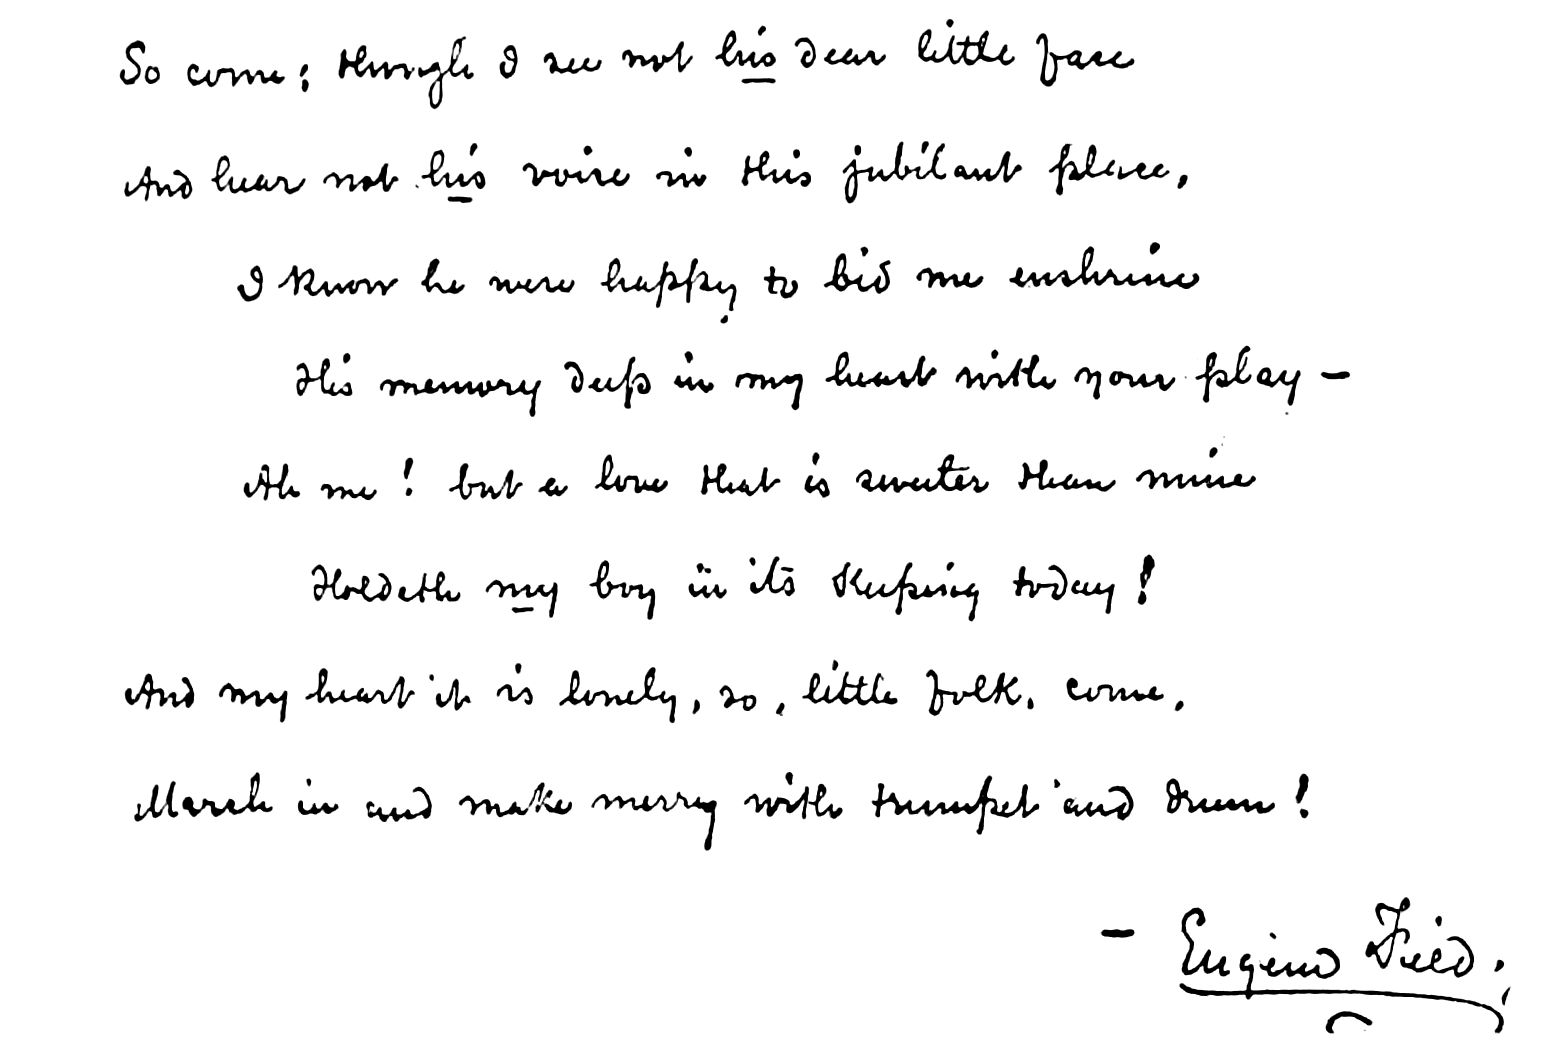 So come; though I see not his dear little face
And hear not his voice in this jubilant place,
I know he were happy to bid me enshrine
His memory deep in my heart with your play –
Ah me! but a love that is sweeter than mine
Holdeth my boy in its keeping today!
And my heart it is lonely, so, little folk, come,
March in and make merry with trumpet and drum!
– Eugene Field.